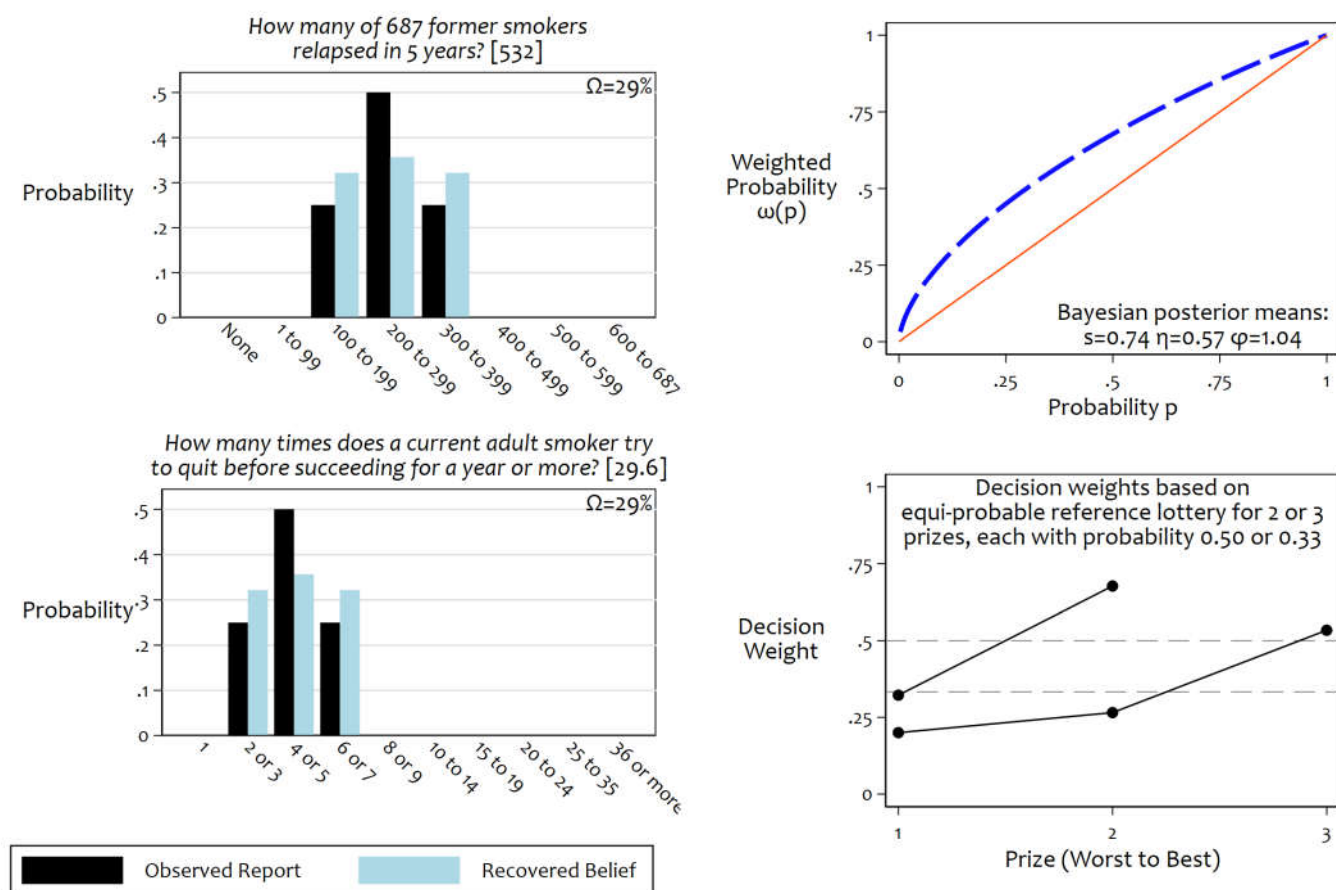 How many of 687 former smokers
relapsed in 5 years? [532]
Ω=29%
.5
.4
.3
.2
.1
0
Probability
None
1 to 99
100 to 199
200 to 299
300 to 399
400 to 499
500 to 599
600 to 687
1
.75
.5
.25
0
Weighted
Probability
ω(p)
Bayesian posterior means:
s=0.74 η=0.57 φ=1.04
0
.25
.5
.75
1
Probability p
How many times does a current adult smoker try
to quit before succeeding for a year or more? [29.6]
Ω=29%
.5
.4
.3
.2
.1
0
Probability
1
2 or 3
4 or 5
6 or 7
8 or 9
10 to 14
15 to 19
20 to 24
25 to 35
36 or more
Decision weights based on
equi-probable reference lottery for 2 or 3
prizes, each with probability 0.50 or 0.33
1
.75
.5
.25
0
Decision
Weight
1
2
3
Prize (Worst to Best)
Observed Report
Recovered Belief